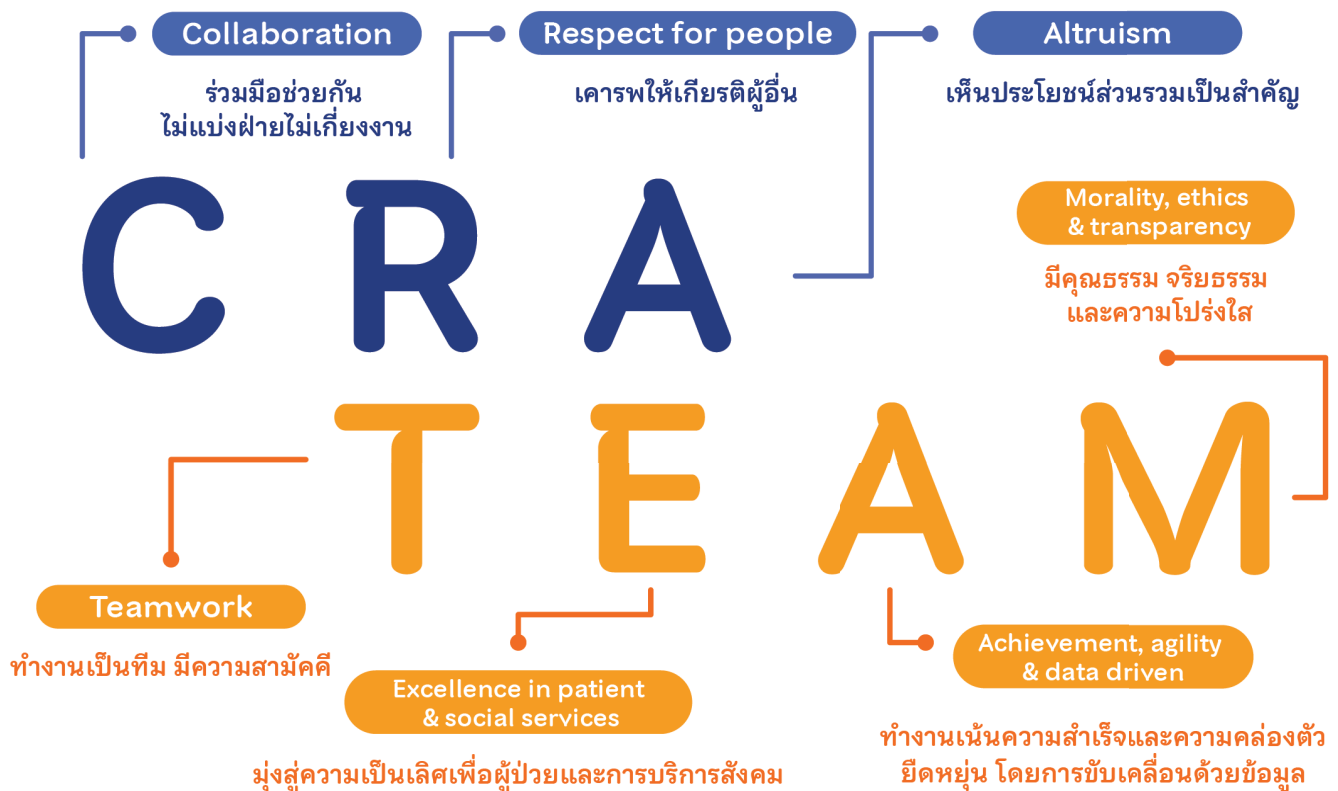 Collaboration
ร่วมมือช่วยกัน
ไม่แบ่งฝ่ายไม่เกี่ยงงาน
Respect for people
เคารพให้เกียรติผู้อื่น
Altruism
เห็นประโยชน์ส่วนรวมเป็นสำคัญ
CRA
Morality, ethics
& transparency
มีคุณธรรม จริยธรรม
และความโปร่งใส
TEAM
Teamwork
ทำงานเป็นทีม มีความสามัคคี
Excellence in patient
& social services
มุ่งสู่ความเป็นเลิศเพื่อผู้ป่วยและการบริการสังคม
Achievement, agility
& data driven
ทำงานเน้นความสำเร็จและความคล่องตัว
ยืดหยุ่น โดยการขับเคลื่อนด้วยข้อมูล